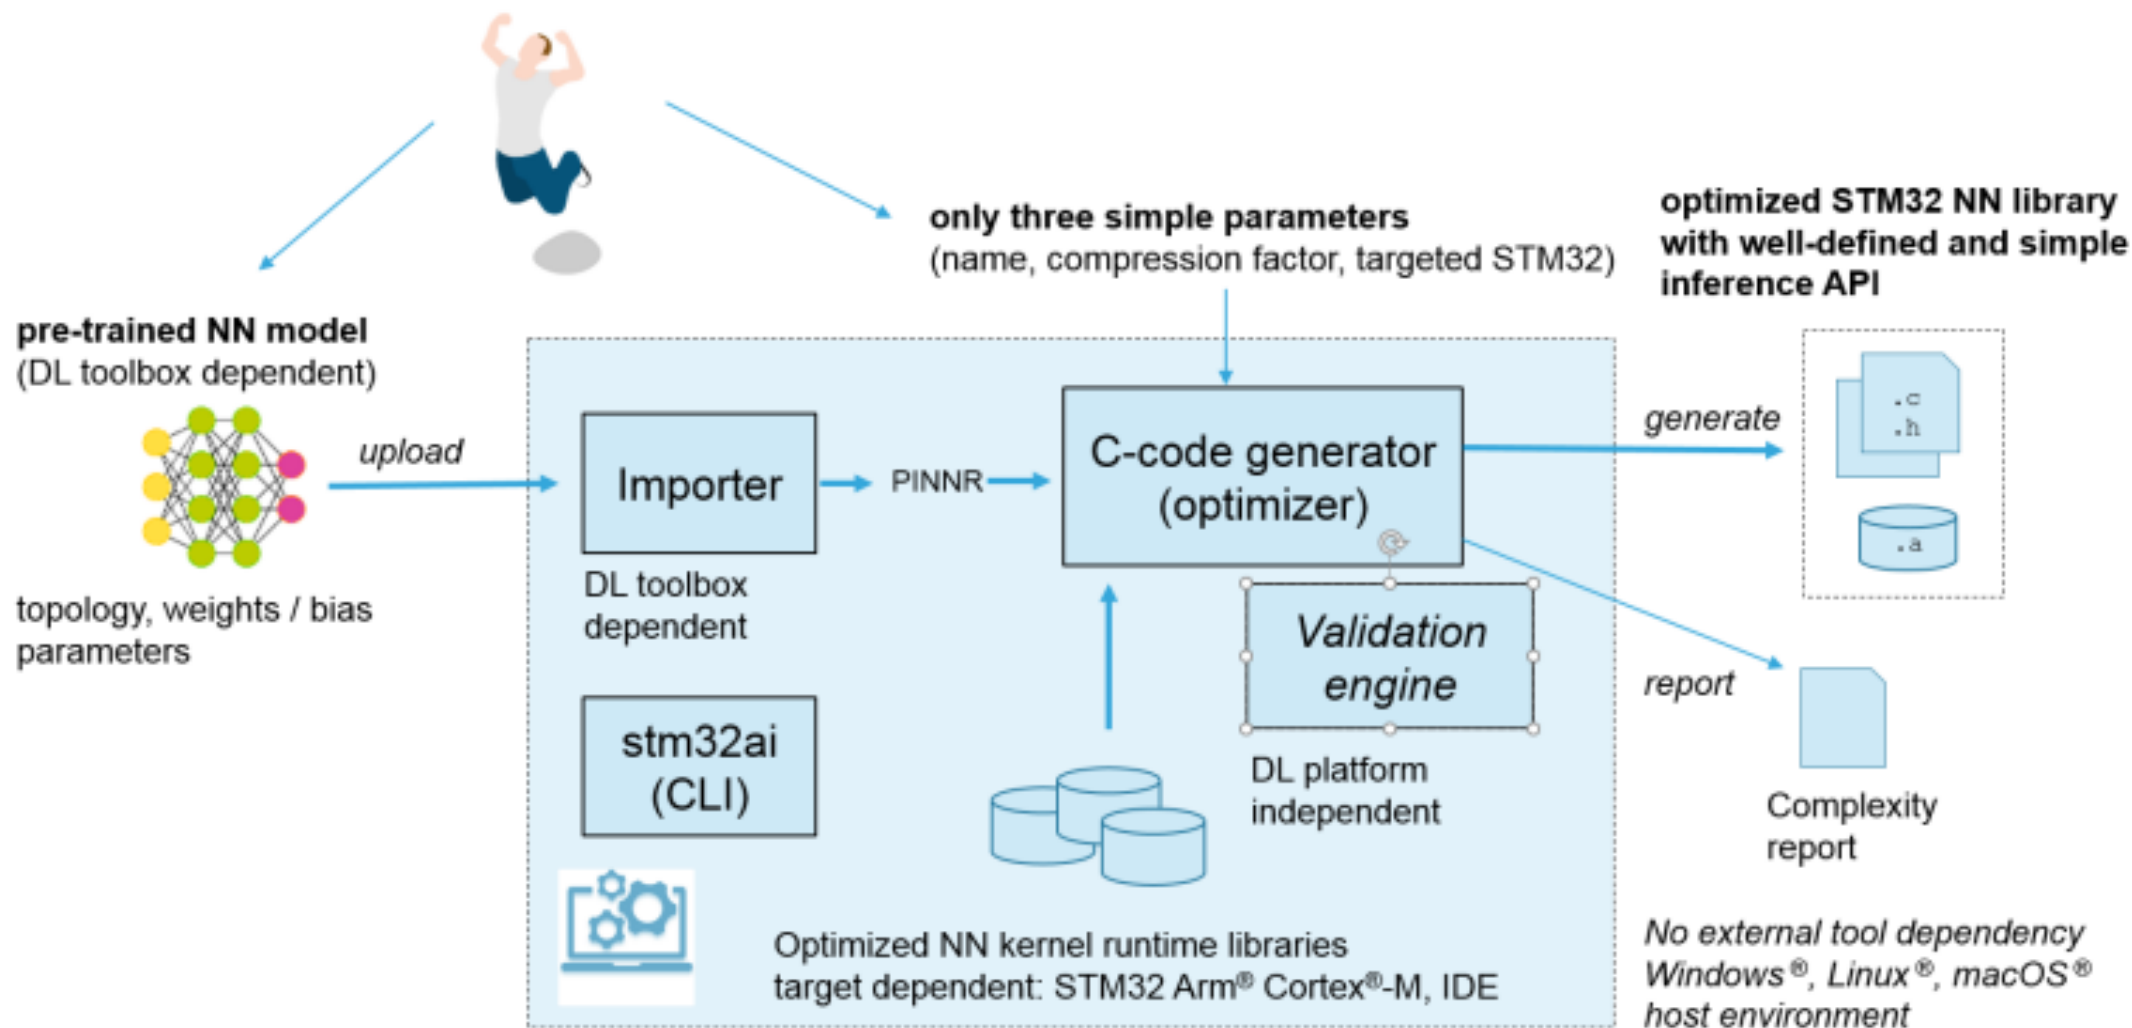 only three simple parameters
(name, compression factor, targeted STM32)
optimized STM32 NN library
with well-defined and simple
inference API
pre-trained NN model
(DL toolbox dependent)
upload
topology, weights / bias
parameters
Importer
DL toolbox
dependent
PINNR
C-code generator
(optimizer)
Validation
engine
DL platform
independent
stm32ai
(CLI)
Optimized NN kernel runtime libraries
target dependent: STM32 Arm® Cortex®-M, IDE
generate
.c
.h
.a
report
Complexity
report
No external tool dependency
Windows®, Linux®, macOS®
host environment